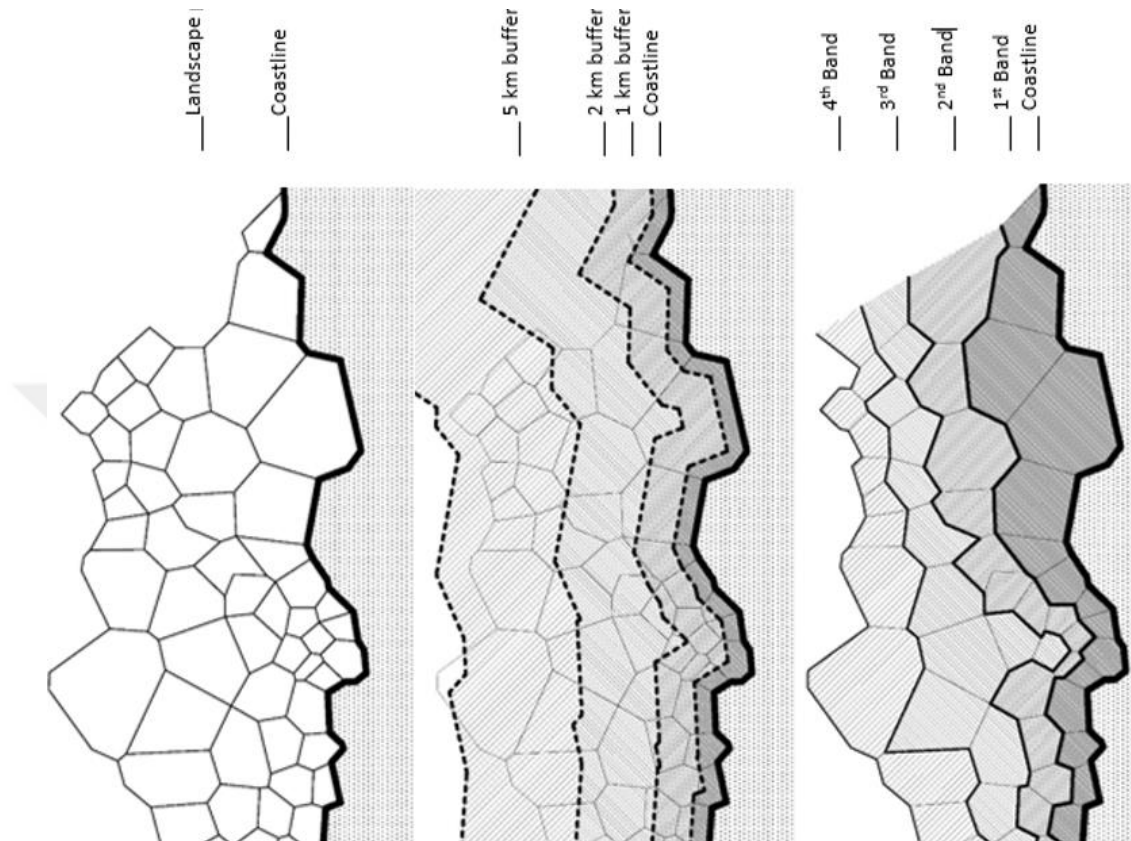 Landscape
Coastline
5 km buffer
2 km buffer
1 km buffer
Coastline
4th Band
3rd Band
2nd Band
1st Band
Coastline